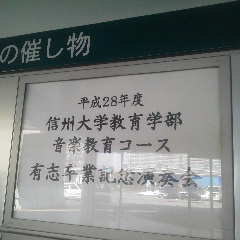 の催し物
平成28年度
信州大学教育学部
音楽教育コース
有志卒業記念演奏会